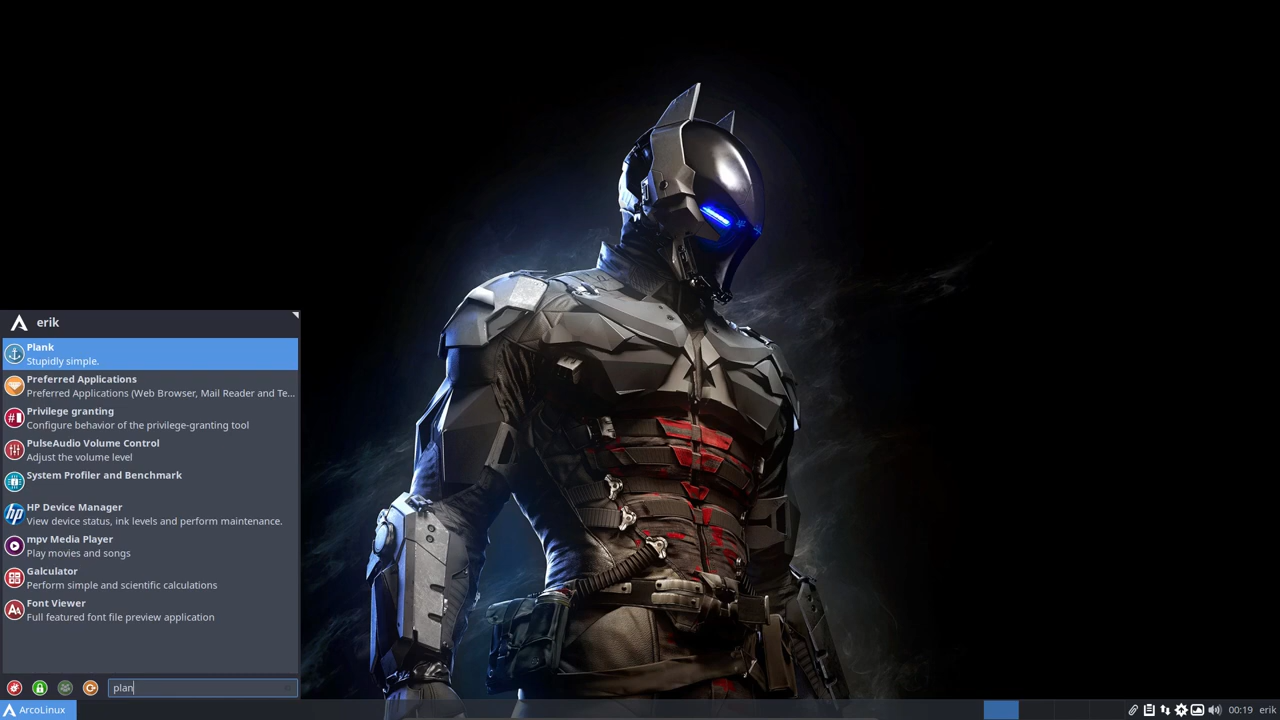 erik
Plank
Stupidly simple.
Preferred Applications
Preferred Applications (Web Browser, Mail Reader and Te...
Privilege granting
Configure behavior of the privilege-granting tool
PulseAudio Volume Control
Adjust the volume level
System Profiler and Benchmark
HP Device Manager
View device status, ink levels and perform maintenance.
mpv Media Player
Play movies and songs
Galculator
Perform simple and scientific calculations
Font Viewer
Full featured font file preview application
plan
ArcoLinux
00:19 erik